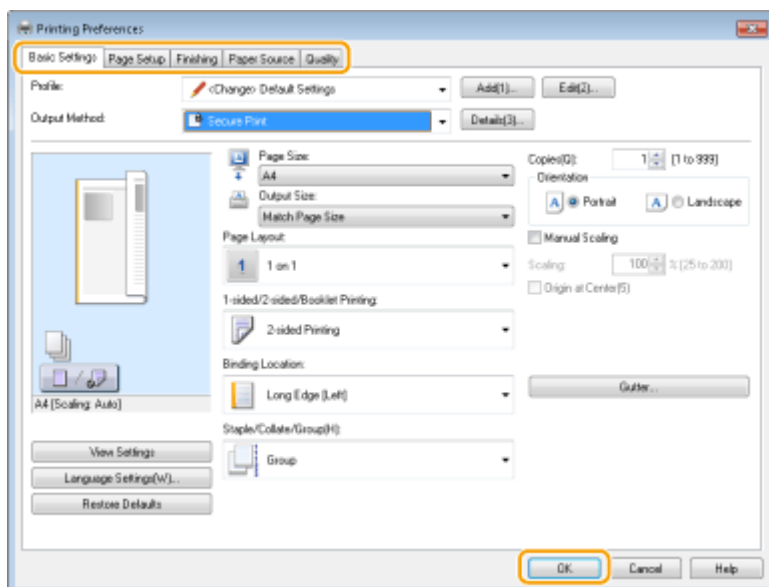 Printing Preferences
Basic Settings Page Setup Finishing Paper Source Quality
Profile: <Change> Default Settings Add(1)... Edit(2)...
Output Method: Secure Print Details(3)...
Page Size: Copies(Q): 1 [1 to 999]
A4 Orientation
Output Size: A Portrait A Landscape
Match Page Size
Page Layout: Manual Scaling
1 1 on 1 Scaling: 100 % [25 to 200]
1-sided/2-sided/Booklet Printing: Origin at Center(5)
2-sided Printing
Binding Location:
Long Edge [Left] Gutter...
A4 [Scaling: Auto]
Staple/Collate/Group(H):
View Settings Group
Language Settings(W)...
Restore Defaults
OK Cancel Help